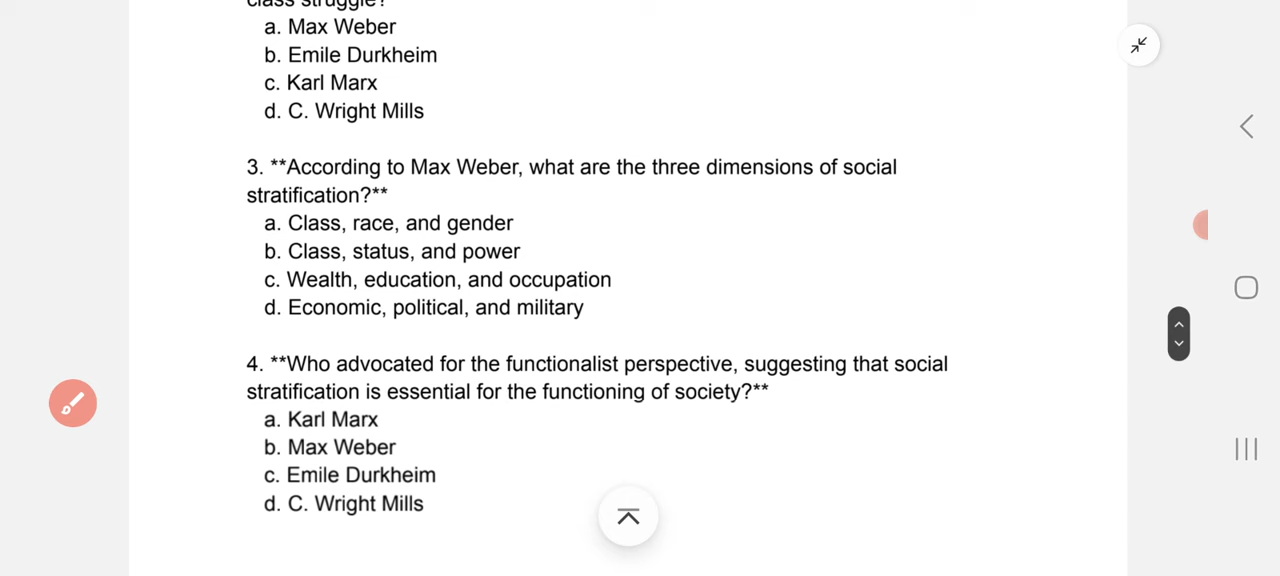 class struggle?
a. Max Weber
b. Emile Durkheim
c. Karl Marx
d. C. Wright Mills
3. **According to Max Weber, what are the three dimensions of social
stratification?**
a. Class, race, and gender
b. Class, status, and power
c. Wealth, education, and occupation
d. Economic, political, and military
4. **Who advocated for the functionalist perspective, suggesting that social
stratification is essential for the functioning of society?**
a. Karl Marx
b. Max Weber
c. Emile Durkheim
d. C. Wright Mills